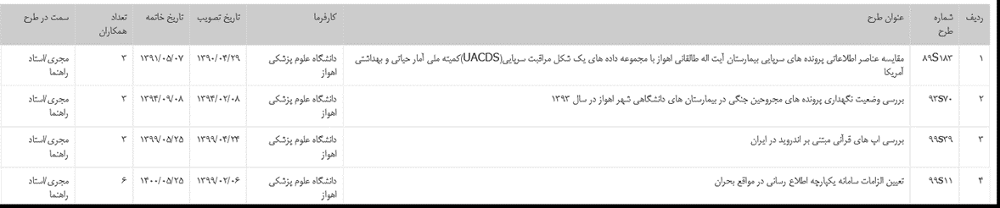 ردیف شماره طرح عنوان طرح کارفرما تاریخ تصویب تاریخ خاتمه تعداد همکاران سمت در طرح
۱ ۸۹S۱۸۳ مقایسه عناصر اطلاعاتی پرونده های سرپایی بیمارستان آیت اله طالقانی اهواز با مجموعه داده های یک شکل مراقبت سرپایی(UACDS)کمیته ملی آمار حیاتی و بهداشتی آمریکا دانشگاه علوم پزشکی اهواز ۱۳۹۰/۰۴/۲۹ ۱۳۹۱/۰۵/۰۷ ۳ مجری/استاد راهنما
۲ ۹۳S۷۰ بررسی وضعیت نگهداری پرونده های مجروحین جنگی در بیمارستان های دانشگاهی شهر اهواز در سال ۱۳۹۳ دانشگاه علوم پزشکی اهواز ۱۳۹۴/۰۲/۰۸ ۱۳۹۴/۰۹/۰۸ ۳ مجری/استاد راهنما
۳ ۹۹S۳۹ بررسی اپ های قرآنی مبتنی بر اندروید در ایران دانشگاه علوم پزشکی اهواز ۱۳۹۹/۰۴/۲۴ ۱۳۹۹/۰۵/۲۵ ۳ مجری/استاد راهنما
۴ ۹۹S۱۱ تعیین الزامات سامانه یکپارچه اطلاع رسانی در مواقع بحران دانشگاه علوم پزشکی اهواز ۱۳۹۹/۰۲/۰۶ ۱۴۰۰/۰۵/۲۵ ۶ مجری/استاد راهنما